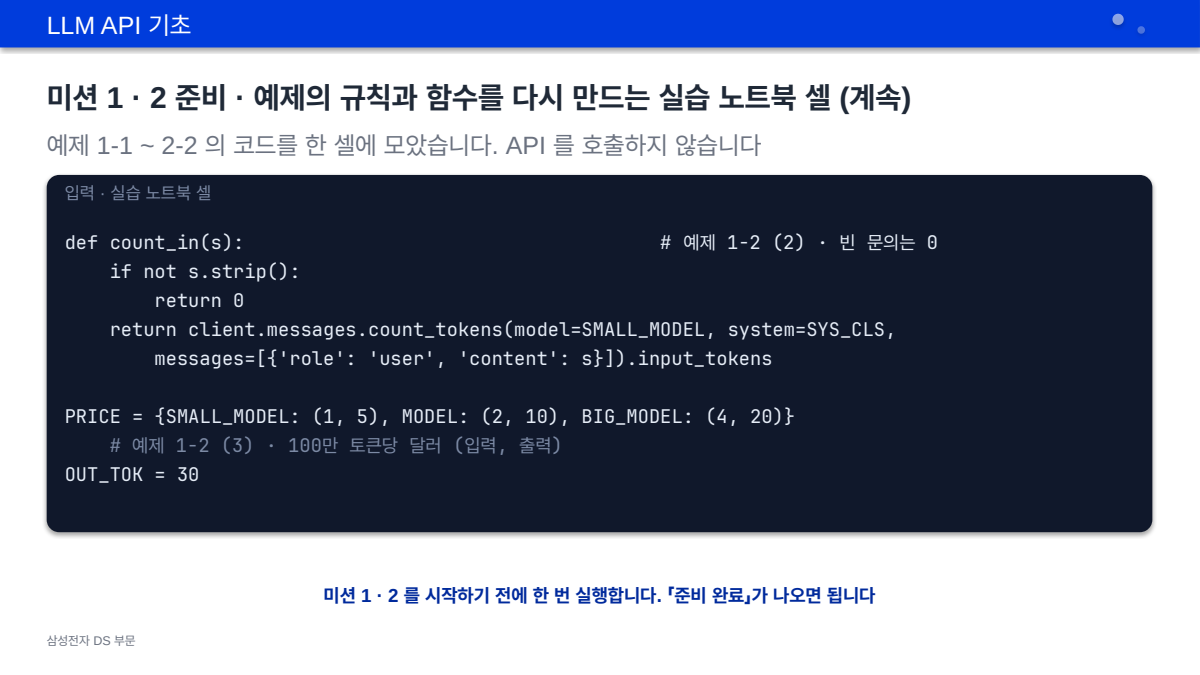 LLM API 기초
미션 1 · 2 준비 · 예제의 규칙과 함수를 다시 만드는 실습 노트북 셀 (계속)
예제 1-1 ~ 2-2 의 코드를 한 셀에 모았습니다. API 를 호출하지 않습니다
입력 · 실습 노트북 셀
def count_in(s):                                     # 예제 1-2 (2) · 빈 문의는 0
    if not s.strip():
        return 0
    return client.messages.count_tokens(model=SMALL_MODEL, system=SYS_CLS,
        messages=[{'role': 'user', 'content': s}]).input_tokens
PRICE = {SMALL_MODEL: (1, 5), MODEL: (2, 10), BIG_MODEL: (4, 20)}
    # 예제 1-2 (3) · 100만 토큰당 달러 (입력, 출력)
OUT_TOK = 30
미션 1 · 2 를 시작하기 전에 한 번 실행합니다. 「준비 완료」가 나오면 됩니다
삼성전자 DS 부문